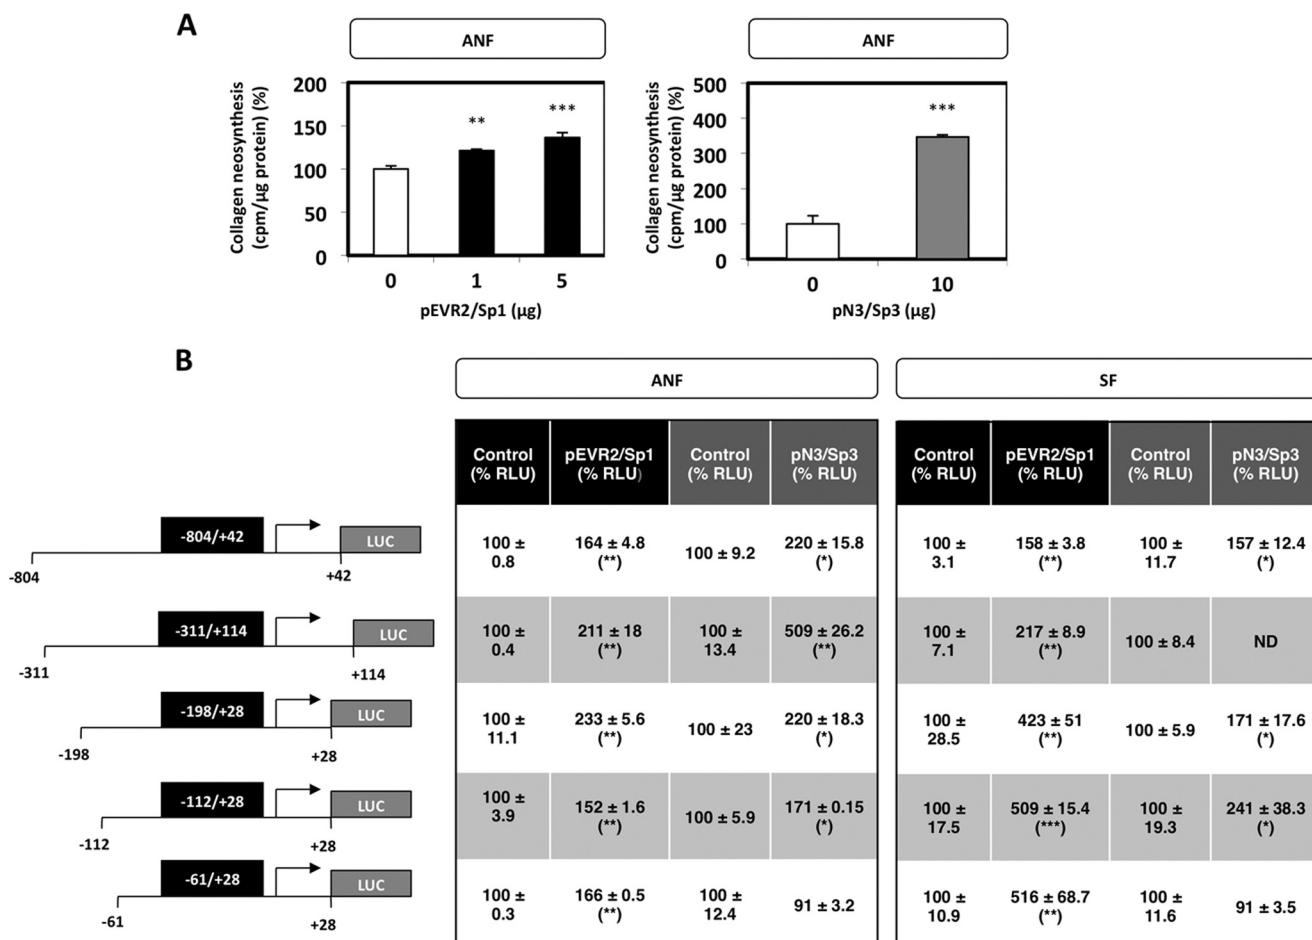 A
ANF
Collagen neosynthesis
(cpm/µg protein) (%)
200
150
100
50
0
**
***
0 1 5
pEVR2/Sp1 (µg)
ANF
Collagen neosynthesis
(cpm/µg protein) (%)
500
400
300
200
100
0
***
0 10
pN3/Sp3 (µg)
B
ANF
SF
Control
(% RLU)
pEVR2/Sp1
(% RLU)
Control
(% RLU)
pN3/Sp3
(% RLU)
Control
(% RLU)
pEVR2/Sp1
(% RLU)
Control
(% RLU)
pN3/Sp3
(% RLU)
-804/+42
LUC
-804
+42
100 ±
0.8
164 ± 4.8
(**)
100 ± 9.2
220 ± 15.8
(*)
100 ±
3.1
158 ± 3.8
(**)
100 ±
11.7
157 ± 12.4
(*)
-311/+114
LUC
-311
+114
100 ±
0.4
211 ± 18
(**)
100 ±
13.4
509 ± 26.2
(**)
100 ±
7.1
217 ± 8.9
(**)
100 ± 8.4
ND
-198/+28
LUC
-198
+28
100 ±
11.1
233 ± 5.6
(**)
100 ± 23
220 ± 18.3
(*)
100 ±
28.5
423 ± 51
(**)
100 ± 5.9
171 ± 17.6
(*)
-112/+28
LUC
-112
+28
100 ±
3.9
152 ± 1.6
(**)
100 ± 5.9
171 ± 0.15
(*)
100 ±
17.5
509 ± 15.4
(***)
100 ±
19.3
241 ± 38.3
(*)
-61/+28
LUC
-61
+28
100 ±
0.3
166 ± 0.5
(**)
100 ±
12.4
91 ± 3.2
100 ±
10.9
516 ± 68.7
(**)
100 ±
11.6
91 ± 3.5